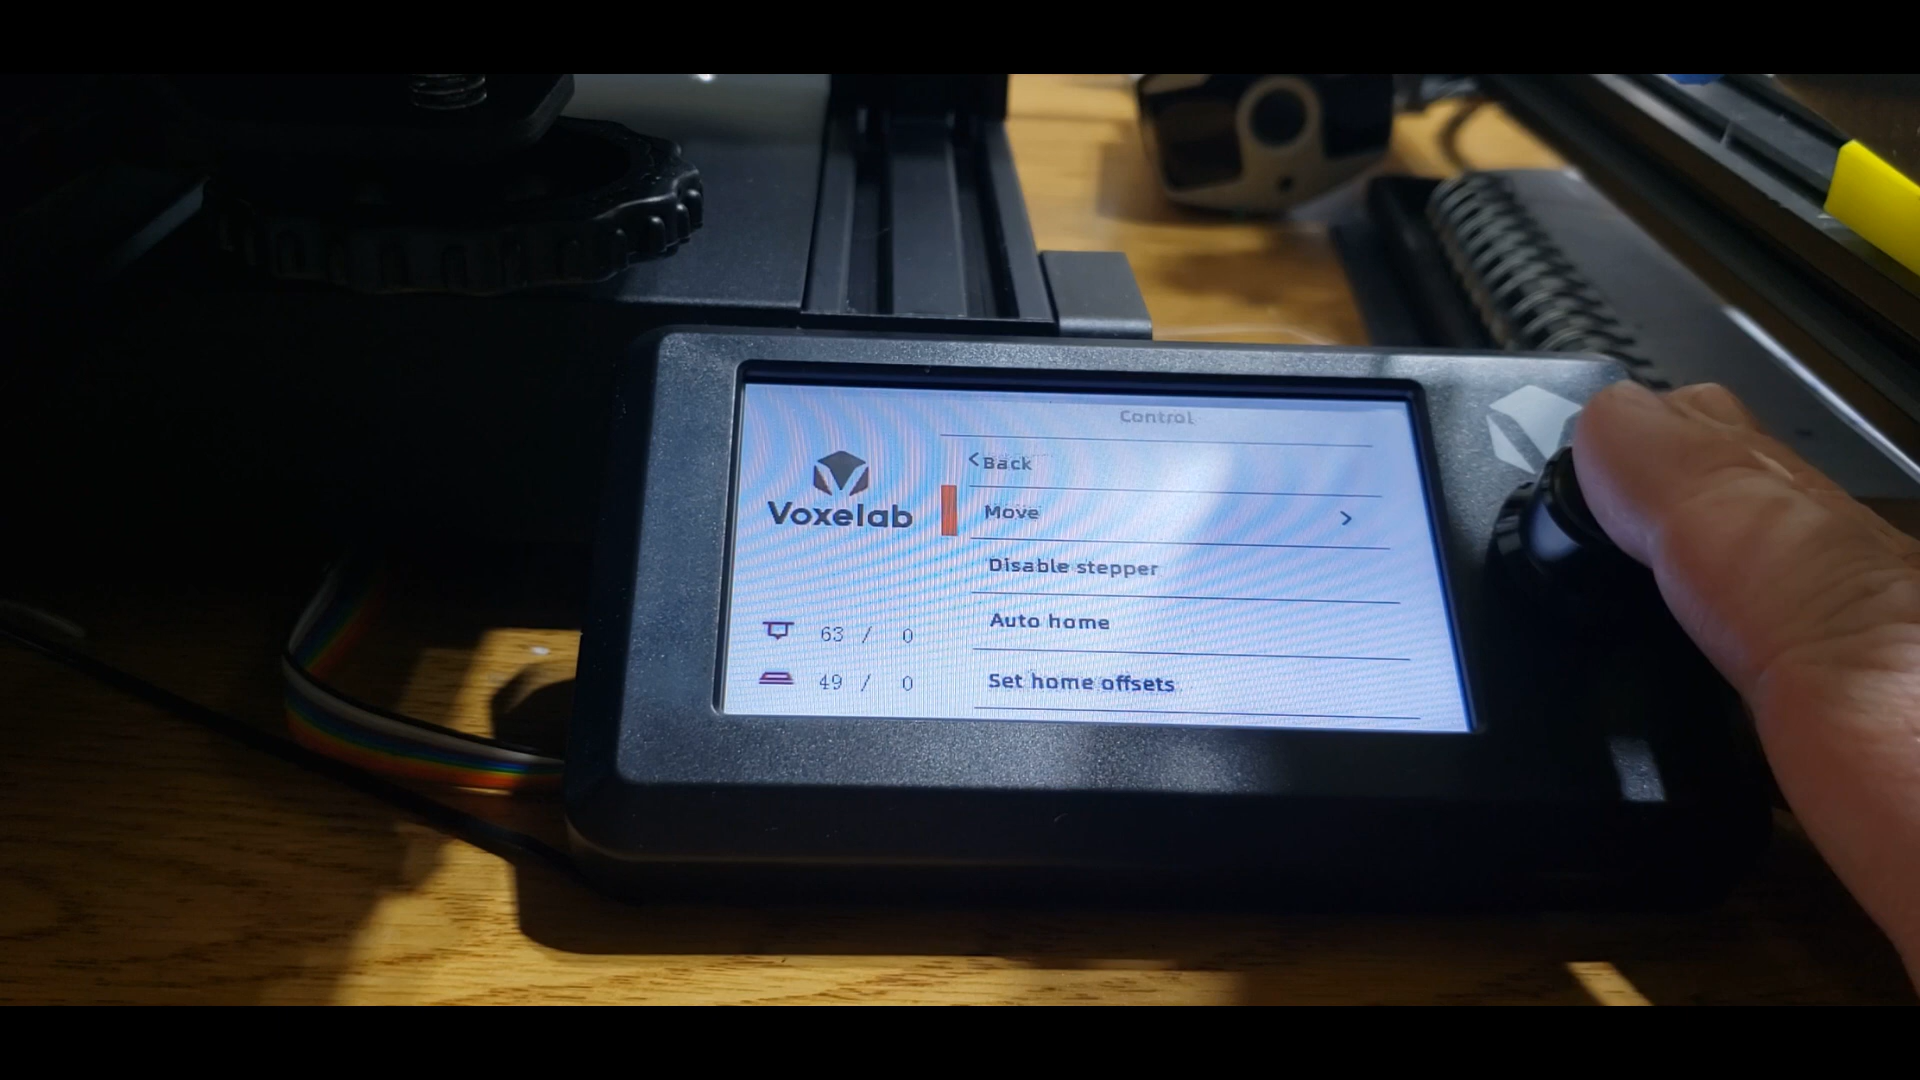 Control
Voxelab
< Back
Move >
Disable stepper
Auto home
Set home offsets
63 / 0
49 / 0